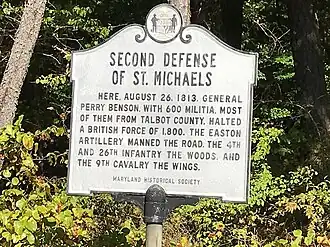 SECOND DEFENSE
OF ST. MICHAELS
HERE, AUGUST 26, 1813, GENERAL
PERRY BENSON, WITH 600 MILITIA, MOST
OF THEM FROM TALBOT COUNTY, HALTED
A BRITISH FORCE OF 1,800. THE EASTON
ARTILLERY MANNED THE ROAD, THE 4TH
AND 26TH INFANTRY THE WOODS, AND
THE 9TH CAVALRY THE WINGS.
MARYLAND HISTORICAL SOCIETY